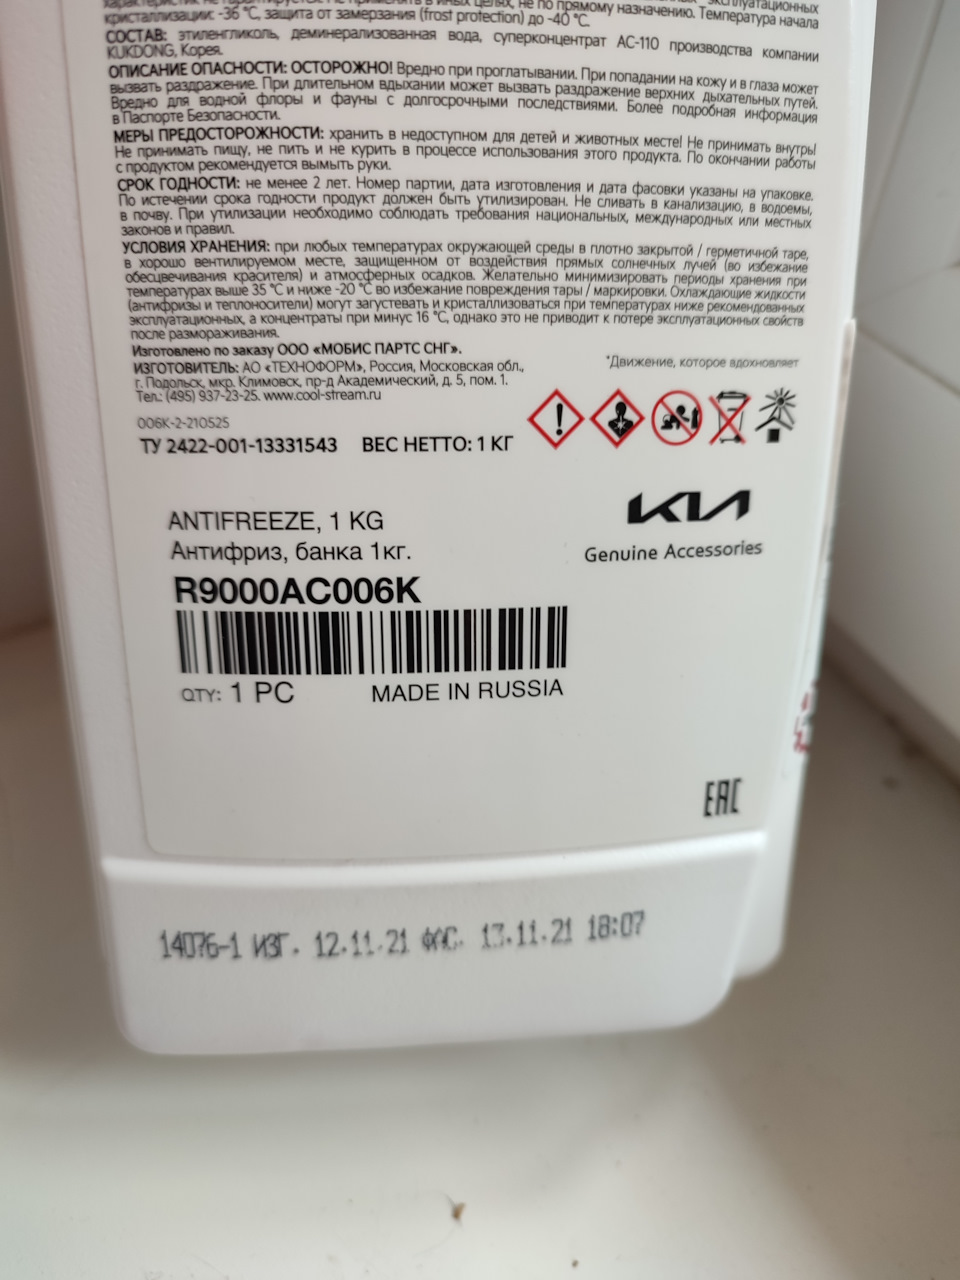 характеристик не гарантируется. Не применять в иных целях, не по прямому назначению. Температура начала
кристаллизации: -36 °C, защита от замерзания (frost protection) до -40 °C.
СОСТАВ: этиленгликоль, деминерализованная вода, суперконцентрат АС-110 производства компании
KUKDONG, Корея.
ОПИСАНИЕ ОПАСНОСТИ: ОСТОРОЖНО! Вредно при проглатывании. При попадании на кожу и в глаза может
вызвать раздражение. При длительном вдыхании может вызвать раздражение верхних дыхательных путей.
Вредно для водной флоры и фауны с долгосрочными последствиями. Более подробная информация
в Паспорте Безопасности.
МЕРЫ ПРЕДОСТОРОЖНОСТИ: хранить в недоступном для детей и животных месте! Не принимать внутрь!
Не принимать пищу, не пить и не курить в процессе использования этого продукта. По окончании работы
с продуктом рекомендуется вымыть руки.
СРОК ГОДНОСТИ: не менее 2 лет. Номер партии, дата изготовления и дата фасовки указаны на упаковке.
По истечении срока годности продукт должен быть утилизирован. Не сливать в канализацию, в водоемы,
в почву. При утилизации необходимо соблюдать требования национальных, международных или местных
законов и правил.
УСЛОВИЯ ХРАНЕНИЯ: при любых температурах окружающей среды в плотно закрытой / герметичной таре,
в хорошо вентилируемом месте, защищенном от воздействия прямых солнечных лучей (во избежание
обесцвечивания красителя) и атмосферных осадков. Желательно минимизировать периоды хранения при
температурах выше 35 °C и ниже -20 °C во избежание повреждения тары / маркировки. Охлаждающие жидкости
(антифризы и теплоносители) могут загустевать и кристаллизоваться при температурах ниже рекомендованных
эксплуатационных, а концентраты при минус 16 °C, однако это не приводит к потере эксплуатационных свойств
после размораживания.
Изготовлено по заказу ООО «МОБИС ПАРТС СНГ».
ИЗГОТОВИТЕЛЬ: АО «ТЕХНОФОРМ», Россия, Московская обл.,
г. Подольск, мкр. Климовск, пр-д Академический, д. 5, пом. 1.
Тел.: (495) 937-23-25. www.cool-stream.ru
*Движение, которое вдохновляет
006K-2-210525
ТУ 2422-001-13331543 ВЕС НЕТТО: 1 КГ
KIA
Genuine Accessories
ANTIFREEZE, 1 KG
Антифриз, банка 1кг.
R9000AC006K
QTY: 1 PC MADE IN RUSSIA
EAC
14076-1 ИЗГ. 12.11.21 ФАС. 13.11.21 18:07